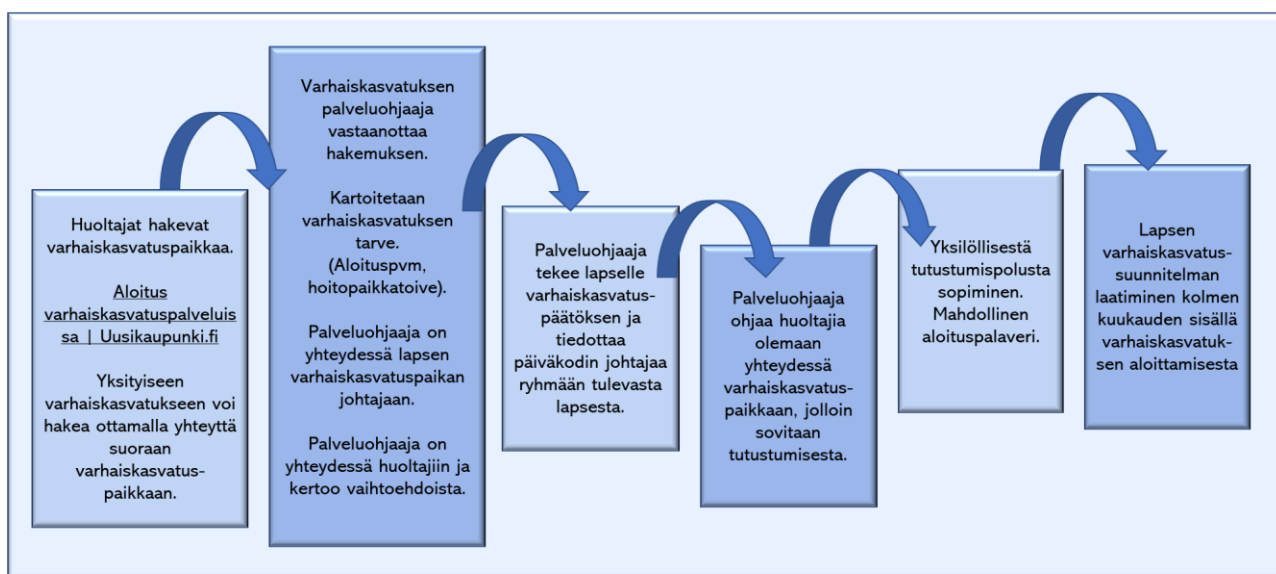 Huoltajat hakevat
varhaiskasvatuspaikkaa.
Aloitus
varhaiskasvatuspalveluis
sa | Uusikaupunki.fi
Yksityiseen
varhaiskasvatukseen voi
hakea ottamalla yhteyttä
suoraan
varhaiskasvatus-
paikkaan.
Varhaiskasvatuksen
palveluohjaaja
vastaanottaa
hakemuksen.
Kartoitetaan
varhaiskasvatuksen
tarve.
(Aloituspvm,
hoitopaikkatoive).
Palveluohjaaja on
yhteydessä lapsen
varhaiskasvatuspaikan
johtajaan.
Palveluohjaaja on
yhteydessä huoltajiin ja
kertoo vaihtoehdoista.
Palveluohjaaja
tekee lapselle
varhaiskasvatus-
päätöksen ja
tiedottaa
päiväkodin johtajaa
ryhmään tulevasta
lapsesta.
Palveluohjaaja
ohjaa huoltajia
olemaan
yhteydessä
varhaiskasvatus-
paikkaan, jolloin
sovitaan
tutustumisesta.
Yksilöllisestä
tutustumispolusta
sopiminen.
Mahdollinen
aloituspalaveri.
Lapsen
varhaiskasvatus-
suunnitelman
laatiminen kolmen
kuukauden sisällä
varhaiskasvatuk-
sen aloittamisesta